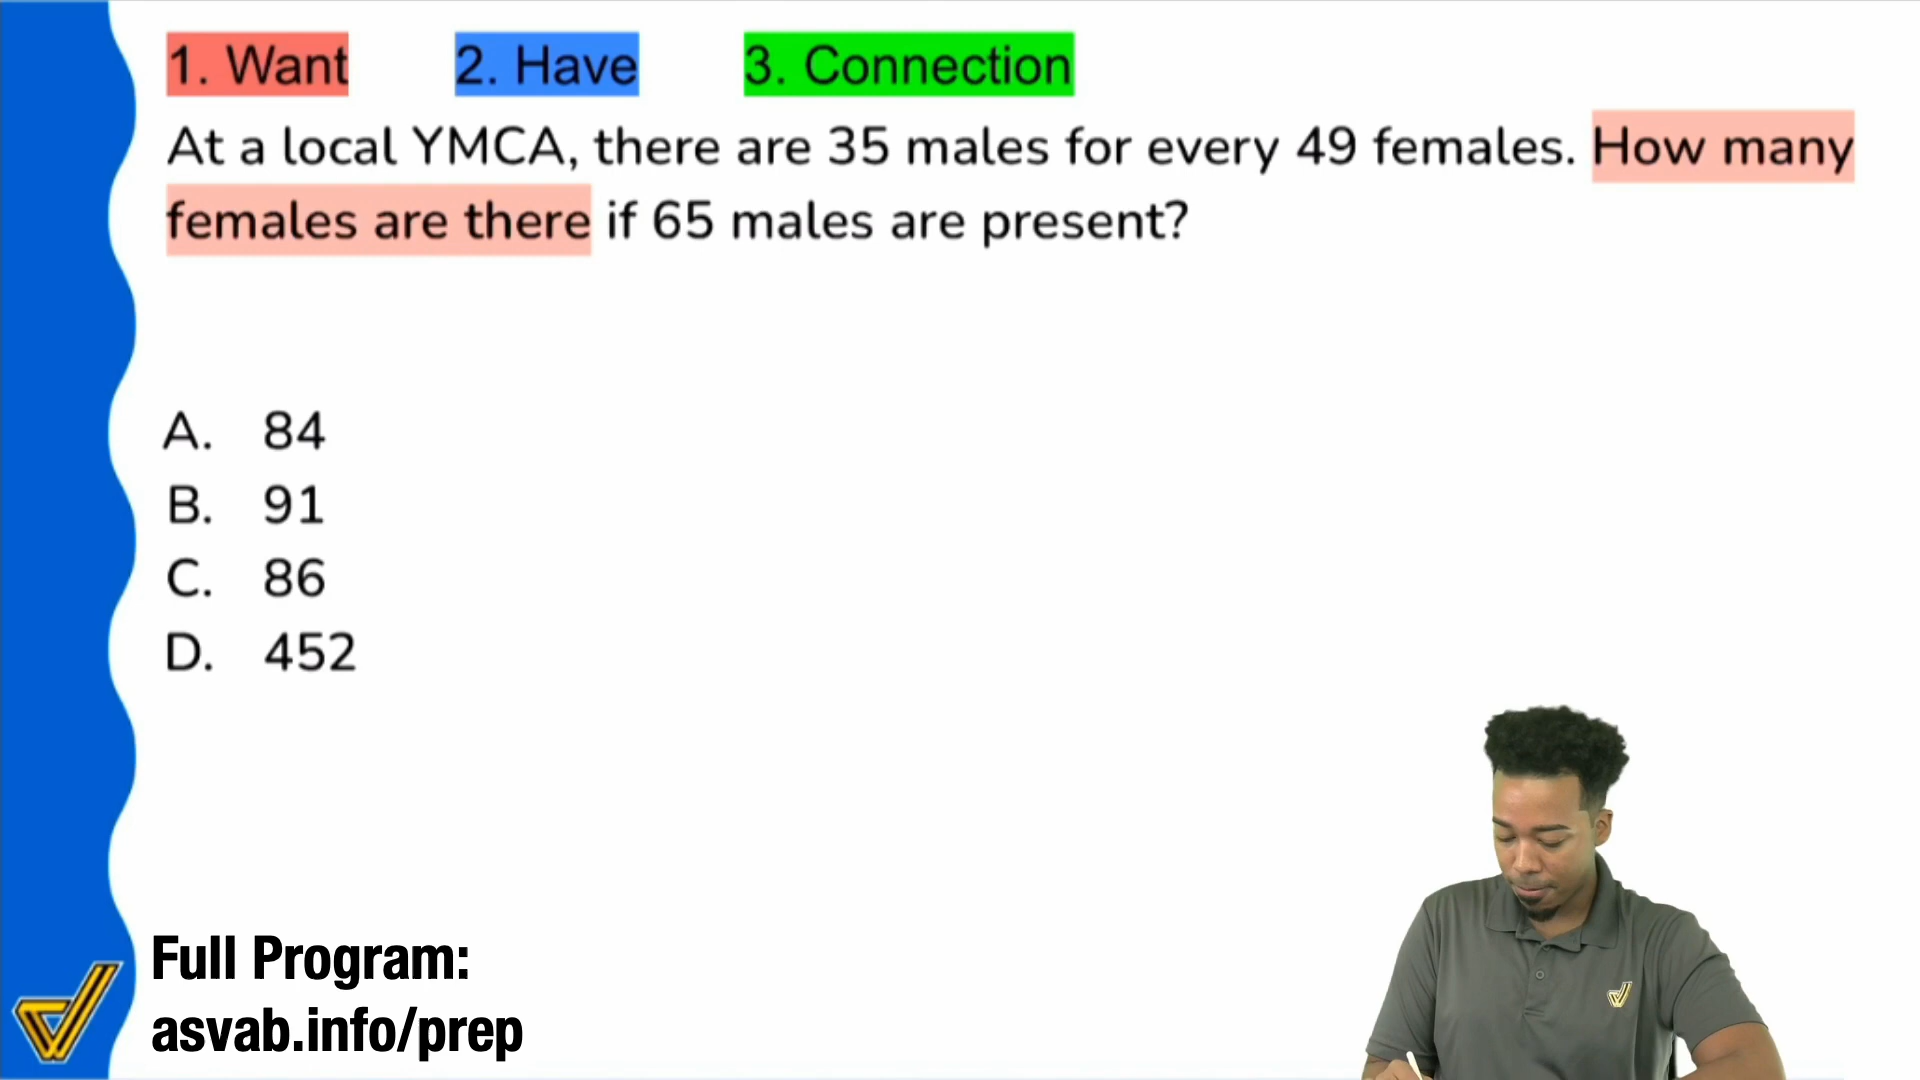 1. Want 2. Have 3. Connection
At a local YMCA, there are 35 males for every 49 females. How many
females are there if 65 males are present?
A. 84
B. 91
C. 86
D. 452
Full Program:
asvab.info/prep